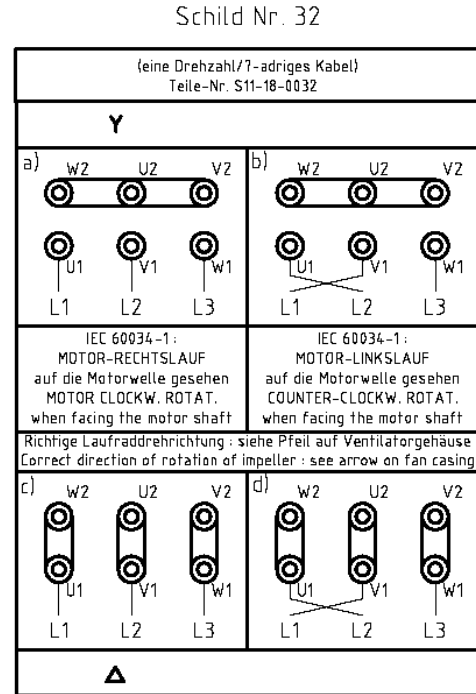 Schild Nr. 32
(eine Drehzahl/7-adriges Kabel)
Teile-Nr. S11-18-0032
Y
a) W2 U2 V2
U1 V1 W1
L1 L2 L3
b) W2 U2 V2
U1 V1 W1
L1 L2 L3
IEC 60034-1 :
MOTOR-RECHTSLAUF
auf die Motorwelle gesehen
MOTOR CLOCKW. ROTAT.
when facing the motor shaft
IEC 60034-1 :
MOTOR-LINKSLAUF
auf die Motorwelle gesehen
COUNTER-CLOCKW. ROTAT.
when facing the motor shaft
Richtige Laufraddrehrichtung : siehe Pfeil auf Ventilatorgehäuse
Correct direction of rotation of impeller : see arrow on fan casing
c) W2 U2 V2
U1 V1 W1
L1 L2 L3
d) W2 U2 V2
U1 V1 W1
L1 L2 L3
Δ